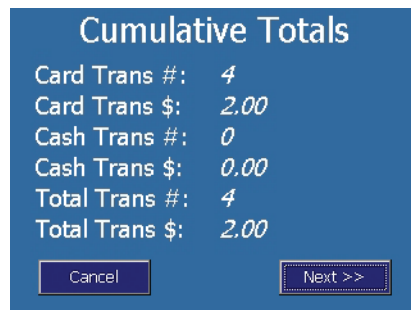 Cumulative Totals
Card Trans #: 4
Card Trans $: 2.00
Cash Trans #: 0
Cash Trans $: 0.00
Total Trans #: 4
Total Trans $: 2.00
Cancel Next >>